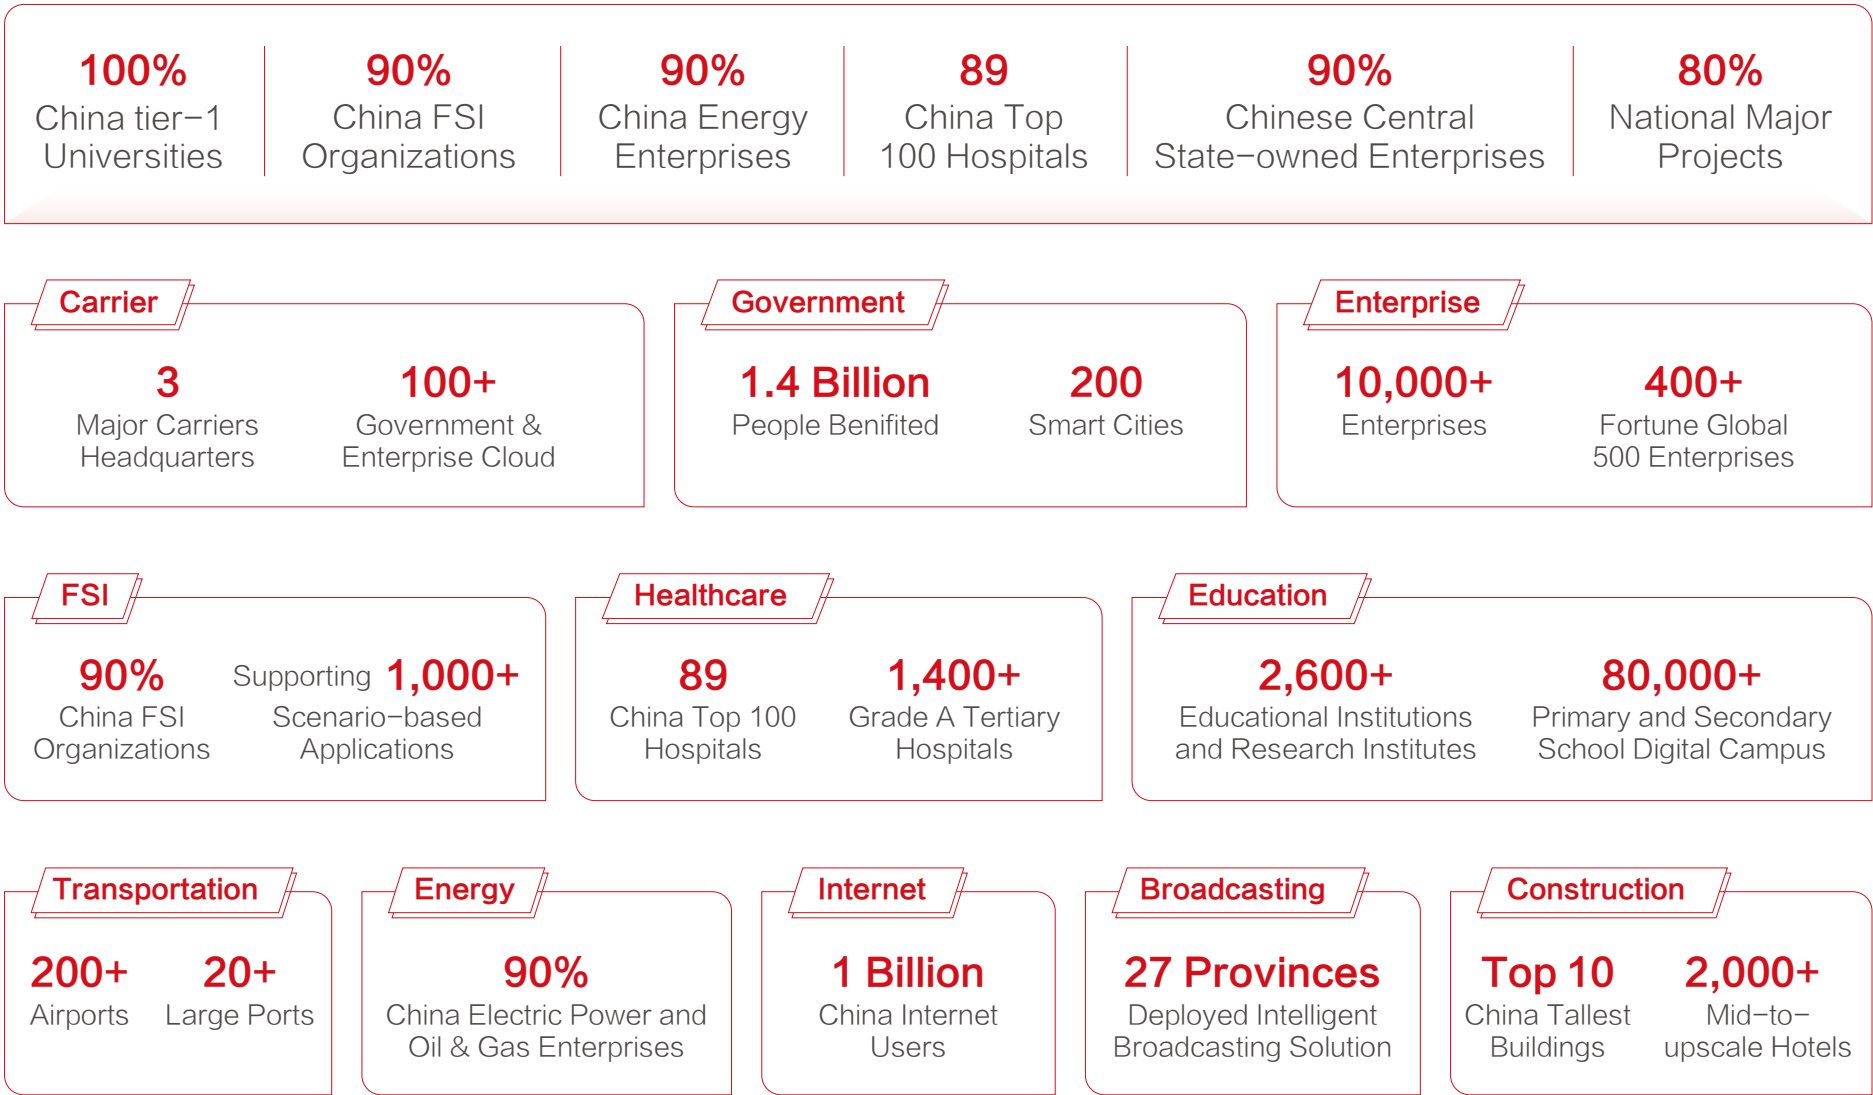 100%
China tier-1
Universities
90%
China FSI
Organizations
90%
China Energy
Enterprises
89
China Top
100 Hospitals
90%
Chinese Central
State-owned Enterprises
80%
National Major
Projects
Carrier
3
Major Carriers
Headquarters
100+
Government &
Enterprise Cloud
Government
1.4 Billion
People Benifited
200
Smart Cities
Enterprise
10,000+
Enterprises
400+
Fortune Global
500 Enterprises
FSI
90%
China FSI
Organizations
Supporting 1,000+
Scenario-based
Applications
Healthcare
89
China Top 100
Hospitals
1,400+
Grade A Tertiary
Hospitals
Education
2,600+
Educational Institutions
and Research Institutes
80,000+
Primary and Secondary
School Digital Campus
Transportation
200+
Airports
20+
Large Ports
Energy
90%
China Electric Power and
Oil & Gas Enterprises
Internet
1 Billion
China Internet
Users
Broadcasting
27 Provinces
Deployed Intelligent
Broadcasting Solution
Construction
Top 10
China Tallest
Buildings
2,000+
Mid-to-
upscale Hotels